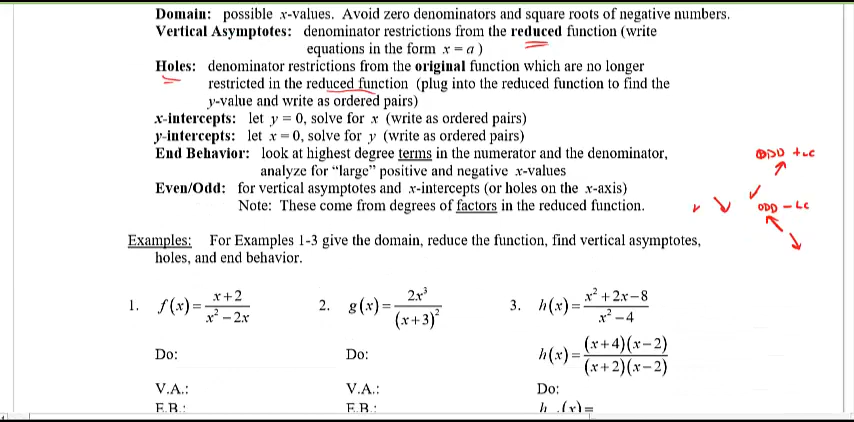 Domain: possible x-values. Avoid zero denominators and square roots of negative numbers.
Vertical Asymptotes: denominator restrictions from the reduced function (write
equations in the form x = a )
Holes: denominator restrictions from the original function which are no longer
restricted in the reduced function (plug into the reduced function to find the
y-value and write as ordered pairs)
x-intercepts: let y = 0, solve for x (write as ordered pairs)
y-intercepts: let x = 0, solve for y (write as ordered pairs)
End Behavior: look at highest degree terms in the numerator and the denominator,
analyze for “large” positive and negative x-values
ODD +LC
Even/Odd: for vertical asymptotes and x-intercepts (or holes on the x-axis)
Note: These come from degrees of factors in the reduced function.
ODD – LC
Examples: For Examples 1-3 give the domain, reduce the function, find vertical asymptotes,
holes, and end behavior.
1. f(x) = (x+2)/(x² − 2x) 2. g(x) = 2x³/(x+3)² 3. h(x) = (x² + 2x − 8)/(x² − 4)
h(x) = (x+4)(x−2)/(x+2)(x−2)
Do: Do:
Do:
V.A.: V.A.:
E.B.: E.B.: h (x) =